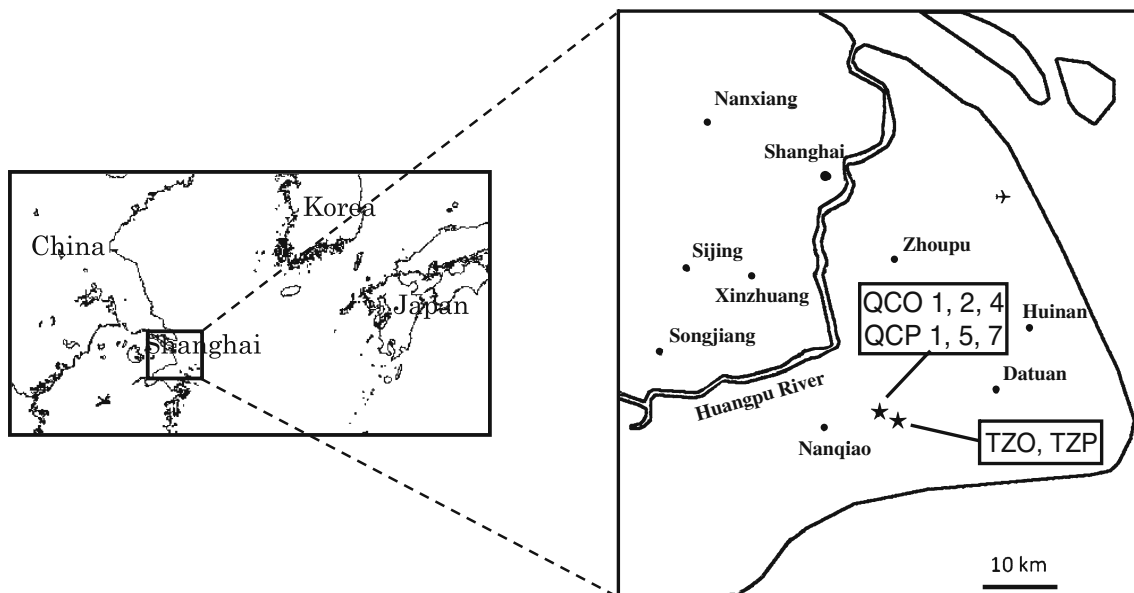 Korea
China
Japan
Shanghai
Nanxiang
Shanghai
Zhoupu
Sijing
Xinzhuang
QCO 1, 2, 4
QCP 1, 5, 7
Huinan
Songjiang
Datuan
Huangpu River
Nanqiao
TZO, TZP
10 km